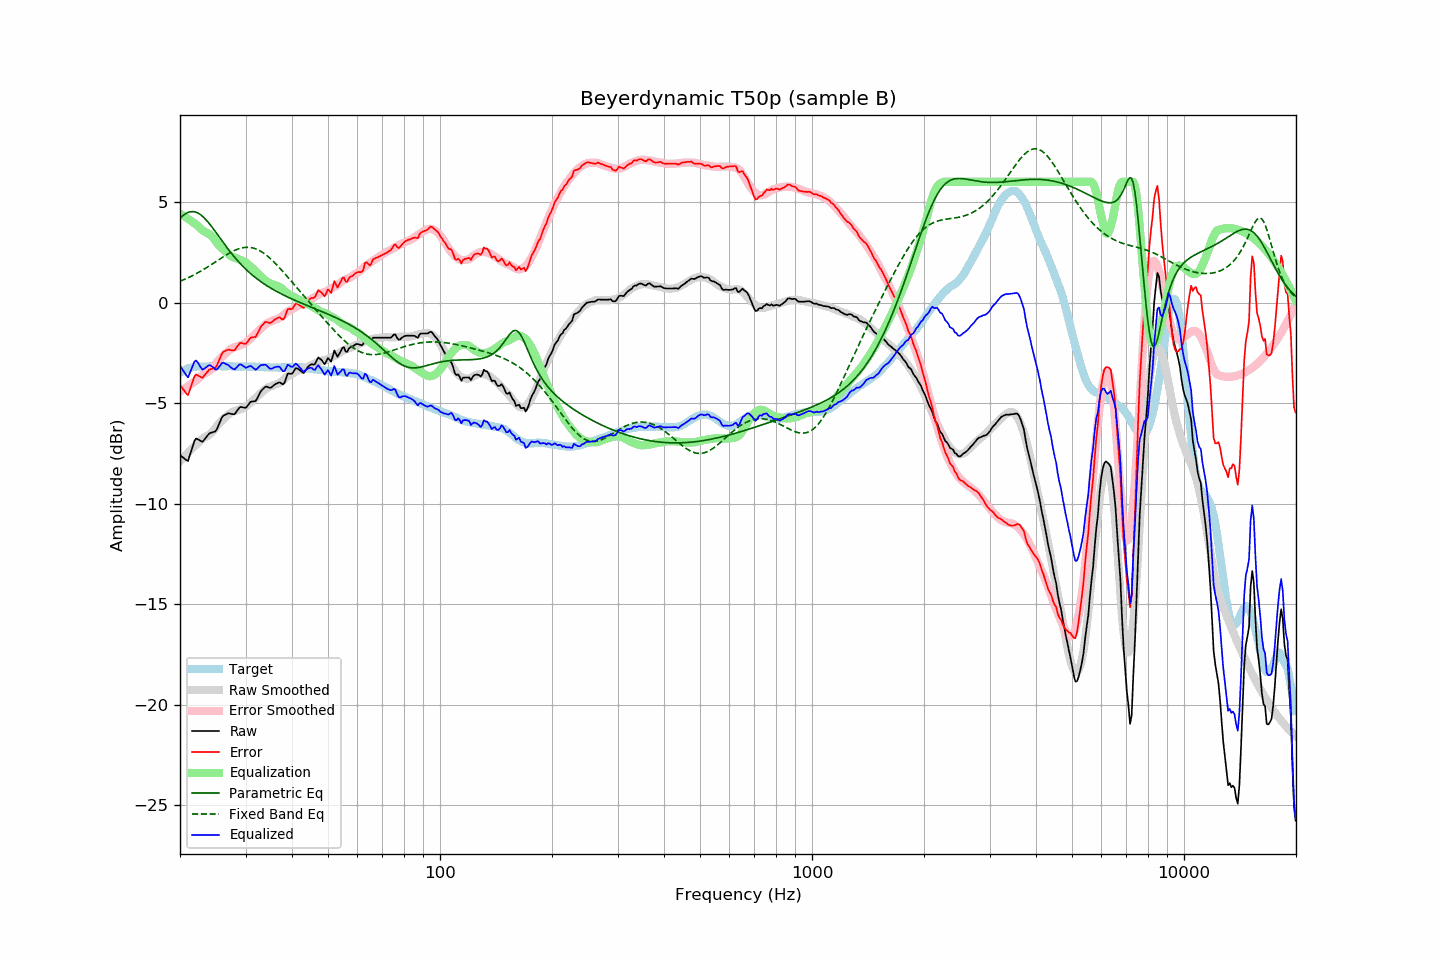 Beyerdynamic T50p (sample B)
Amplitude (dBr)
5
0
−5
−10
−15
−20
−25
Target
Raw Smoothed
Error Smoothed
Raw
Error
Equalization
Parametric Eq
Fixed Band Eq
Equalized
100
1000
10000
Frequency (Hz)